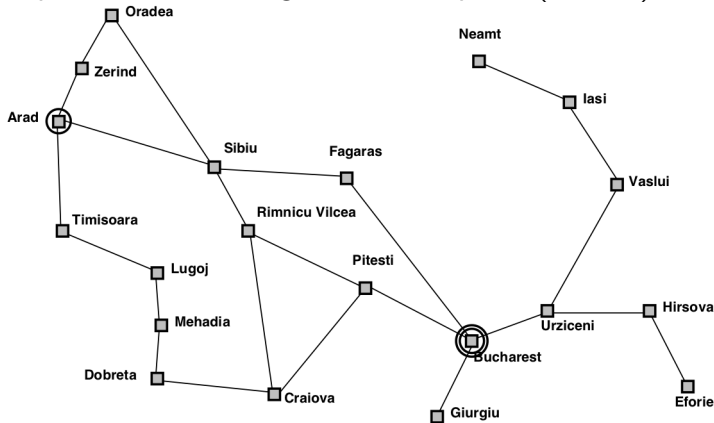 Oradea
Neamt
Zerind
Iasi
Arad
Sibiu
Fagaras
Vaslui
Timisoara
Rimnicu Vilcea
Pitesti
Lugoj
Hirsova
Mehadia
Urziceni
Bucharest
Dobreta
Craiova
Eforie
Giurgiu